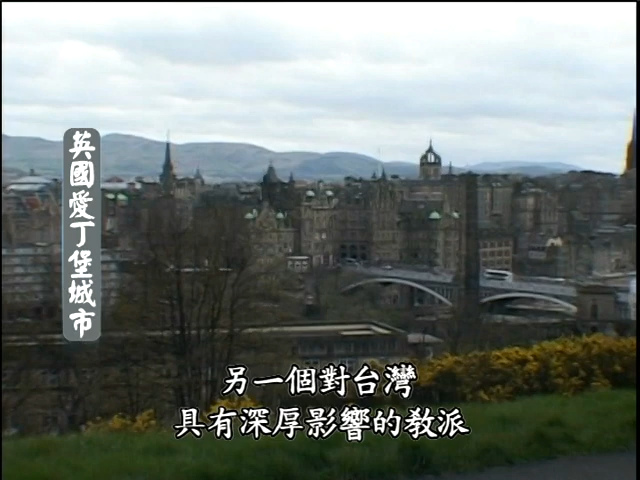 英國愛丁堡城市
另一個對台灣
具有深厚影響的教派